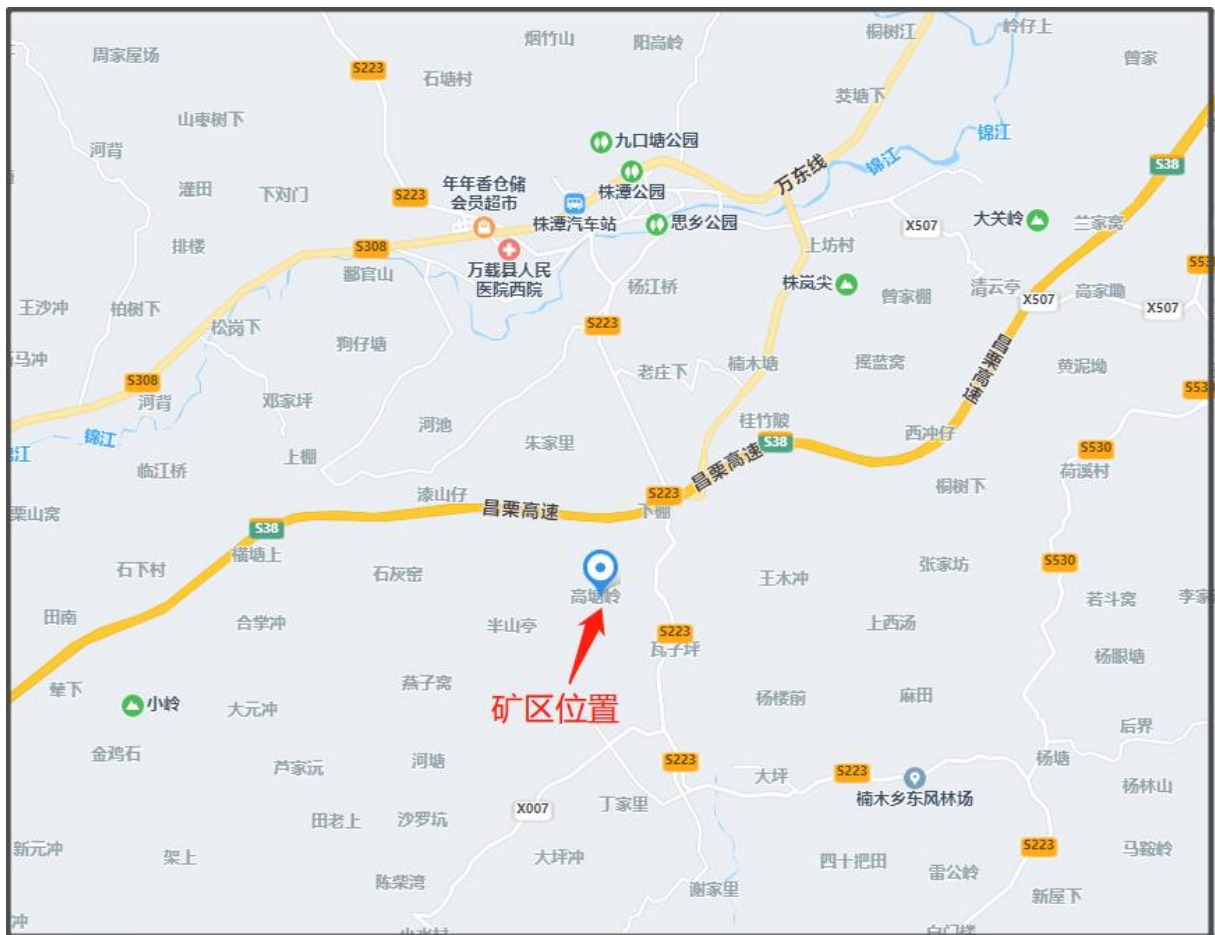 烟竹山
阳高岭
桐树江
岭仔上
周家屋场
S223
石塘村
曾家
茭塘下
山枣树下
九口塘公园
锦江
河背
万东线
锦江
S38
灌田
下对门
S223
年年香仓储
会员超市
株潭公园
株潭汽车站
思乡公园
X507
大关岭
兰家窝
排楼
S308
鄱官山
万载县人民
医院西院
上坊村
杨江桥
株岚尖
曾家棚
清云亭
X507
高家墈
X507
王沙冲
柏树下
松岗下
狗仔塘
S223
昌栗高速
马冲
S308
河背
老庄下
楠木塘
摇蓝窝
黄泥坳
邓家坪
河池
朱家里
桂竹陂
S38
西冲仔
S530
锦江
江
临江桥
上棚
漆山仔
昌栗高速
S223
下棚
昌栗高速
桐树下
荷溪村
栗山窝
S38
横塘上
石下村
石灰窑
高塘岭
王木冲
张家坊
S530
田南
合堂冲
半山亭
S223
瓦子坪
上西汤
若斗窝
李家
杨眼塘
荤下
小岭
大元冲
燕子窝
矿区位置
杨楼前
麻田
后界
金鸡石
芦家沅
河塘
S223
大坪
S223
楠木乡东风林场
杨塘
杨林山
X007
丁家里
田老上
沙罗坑
新元冲
架上
大坪冲
四十把田
雷公岭
S223
马鞍岭
陈柴湾
谢家里
新屋下
冲